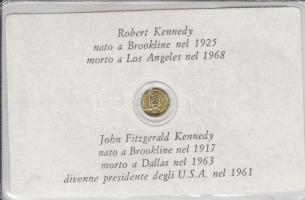 Robert Kennedy
nato a Brookline nel 1925
morto a Los Angeles nel 1968
John Fitzgerald Kennedy
nato a Brookline nel 1917
morto a Dallas nel 1963
divenne presidente degli U.S.A. nel 1961